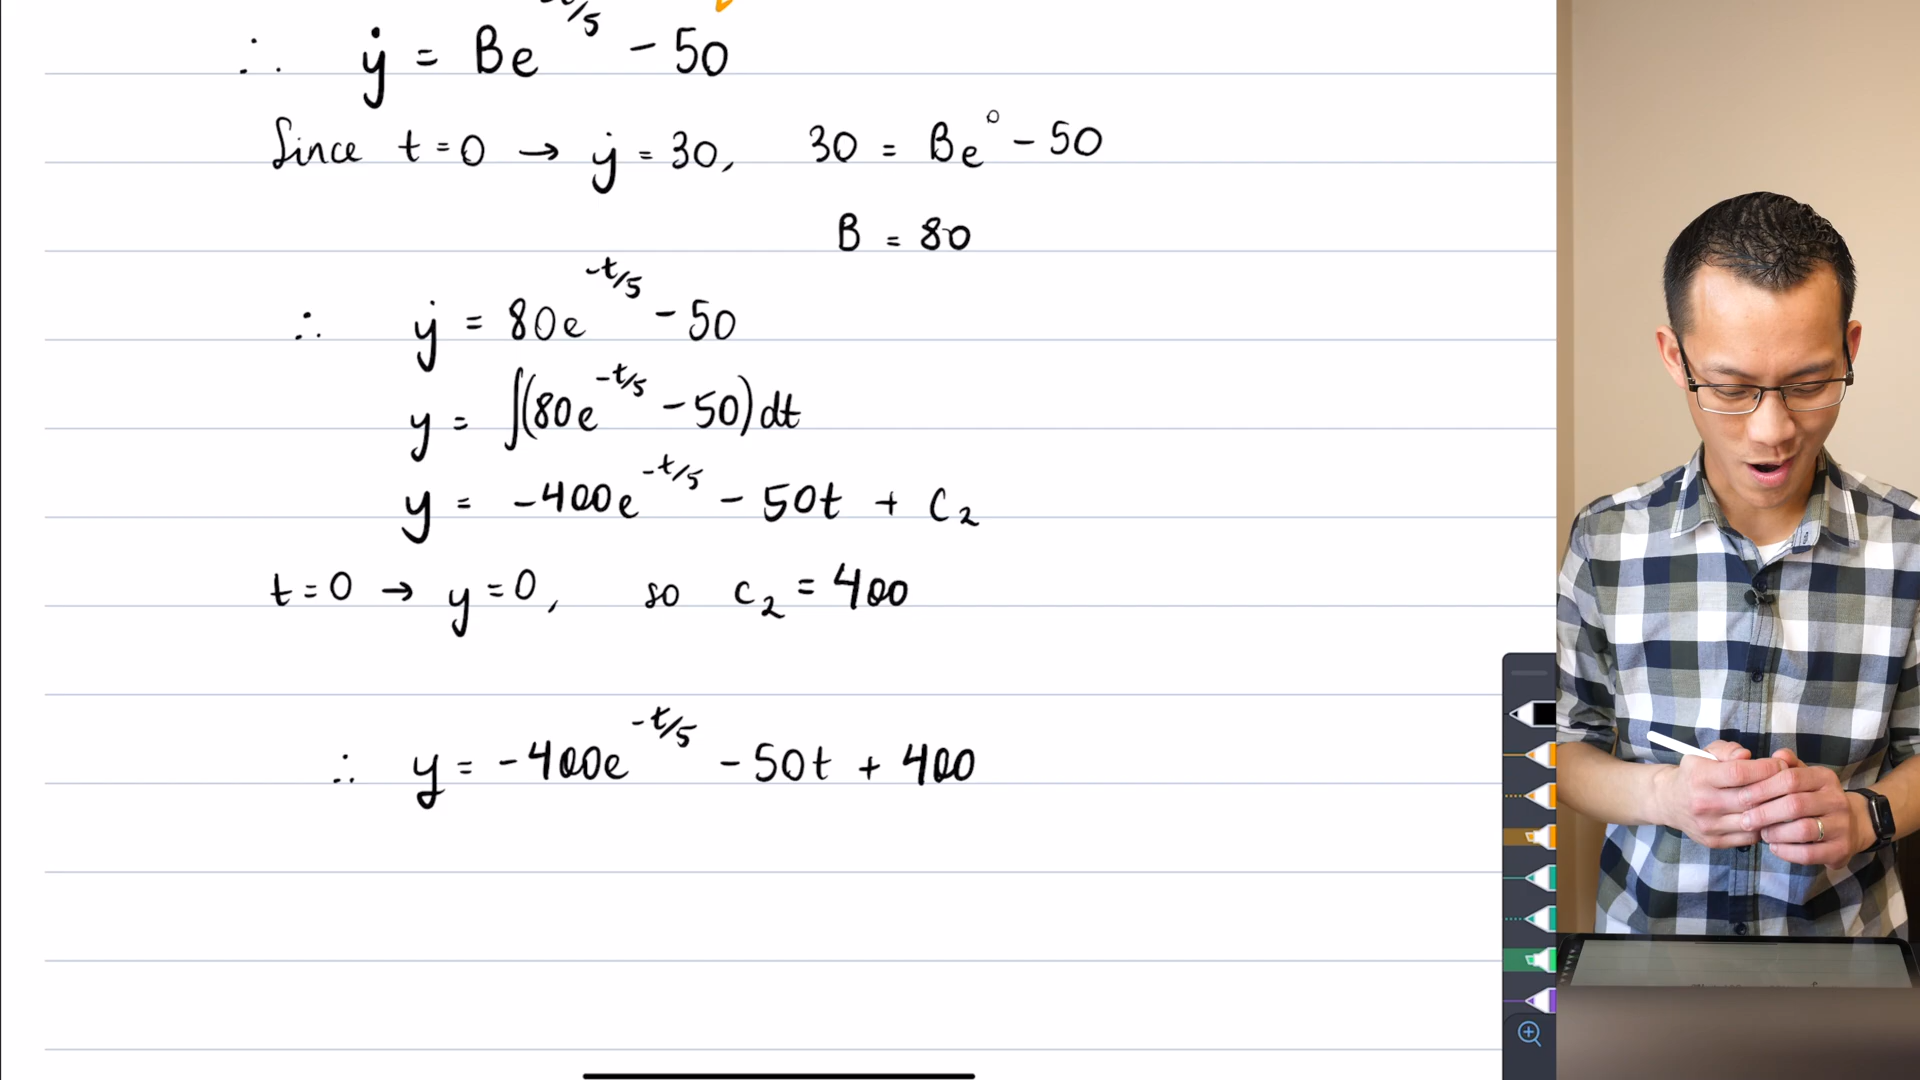 ∴ ẏ = Be^(-t/5) - 50
Since t = 0 → ẏ = 30, 30 = Be^0 - 50
B = 80
∴ ẏ = 80e^(-t/5) - 50
y = ∫(80e^(-t/5) - 50) dt
y = -400e^(-t/5) - 50t + C₂
t = 0 → y = 0, so C₂ = 400
∴ y = -400e^(-t/5) - 50t + 400